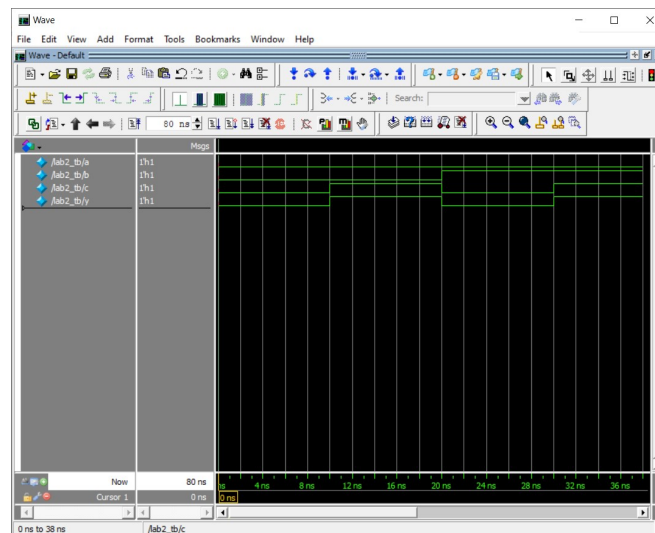 Wave
File Edit View Add Format Tools Bookmarks Window Help
Wave - Default
Search:
80 ns
Msgs
/lab2_tb/a 1'h1
/lab2_tb/b 1'h1
/lab2_tb/c 1'h1
/lab2_tb/y 1'h1
Now 80 ns
ns 4 ns 8 ns 12 ns 16 ns 20 ns 24 ns 28 ns 32 ns 36 ns
Cursor 1 0 ns 0 ns
0 ns to 38 ns /lab2_tb/c